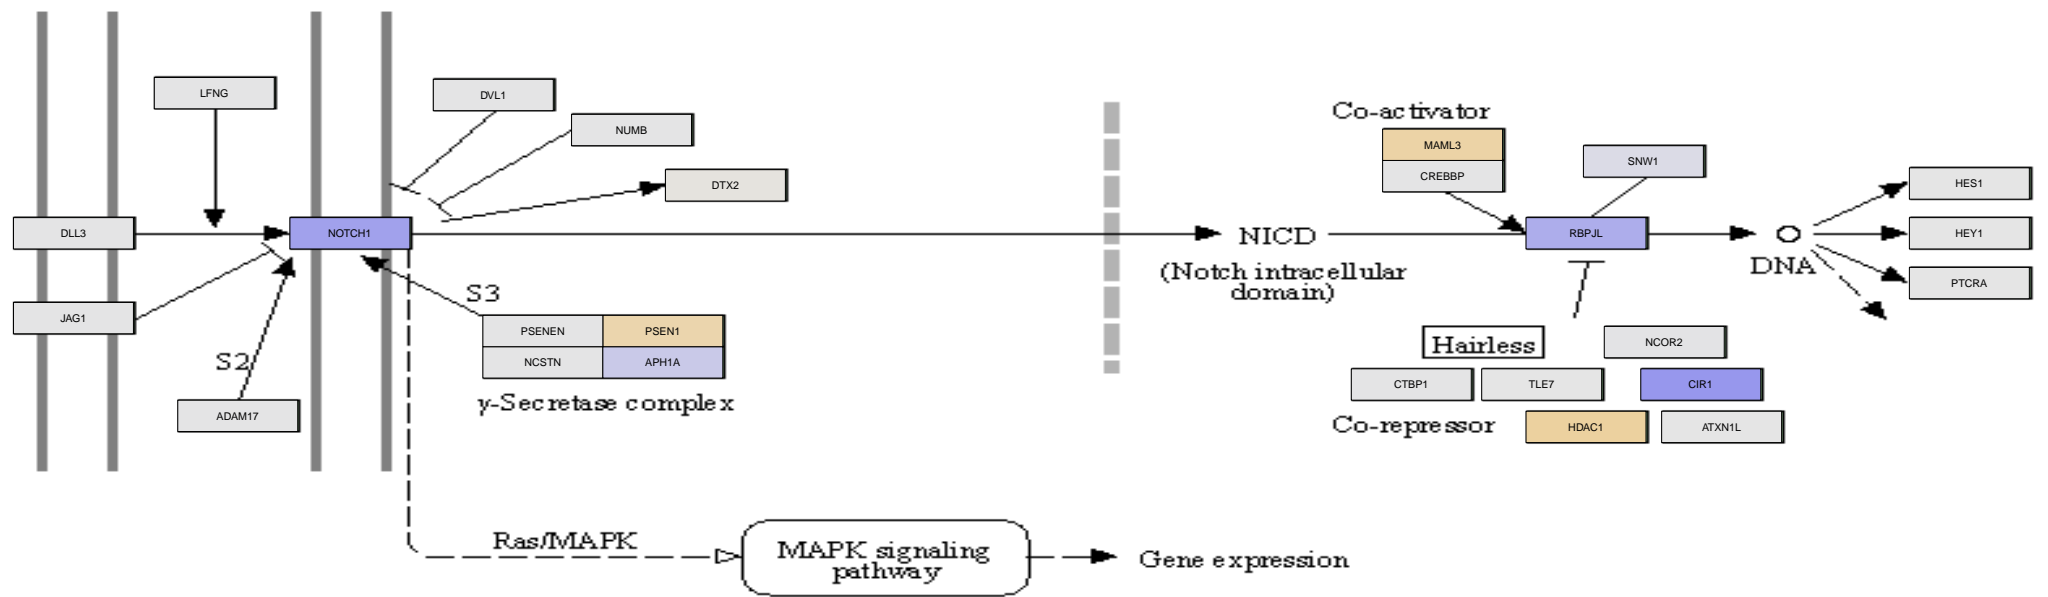 LFNG
DVL1
NUMB
DTX2
DLL3
NOTCH1
JAG1
S2
ADAM17
S3
PSENEN
PSEN1
NCSTN
APH1A
γ-Secretase complex
NICD
(Notch intracellular
domain)
Co-activator
MAML3
CREBBP
SNW1
RBPJL
DNA
HES1
HEY1
PTCRA
Hairless
NCOR2
CTBP1
TLE7
CIR1
Co-repressor
HDAC1
ATXN1L
Ras/MAPK
MAPK signaling
pathway
Gene expression